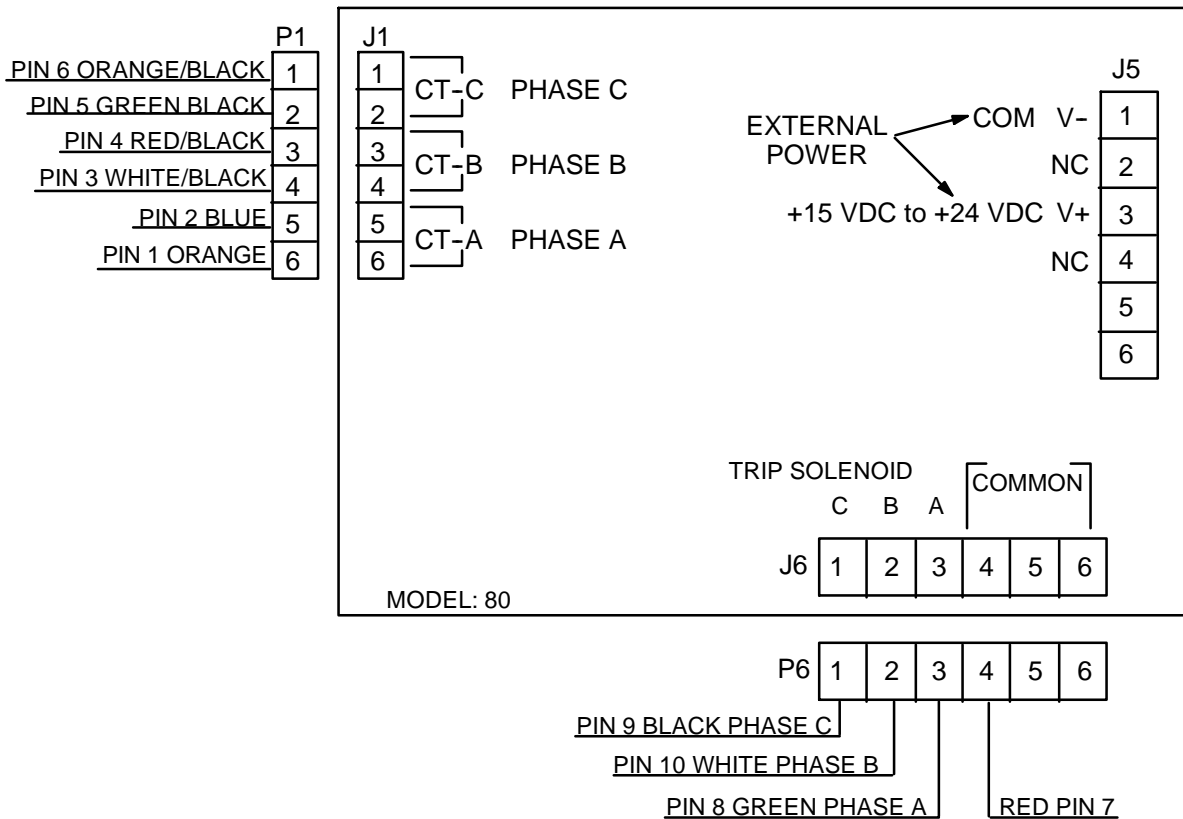 P1
PIN 6 ORANGE/BLACK 1
PIN 5 GREEN BLACK 2
PIN 4 RED/BLACK 3
PIN 3 WHITE/BLACK 4
PIN 2 BLUE 5
PIN 1 ORANGE 6
J1
1
2
3
4
5
6
CT-C PHASE C
CT-B PHASE B
CT-A PHASE A
J5
EXTERNAL
POWER
COM V- 1
NC 2
+15 VDC to +24 VDC V+ 3
NC 4
5
6
TRIP SOLENOID
C B A
COMMON
J6 1 2 3 4 5 6
MODEL: 80
P6 1 2 3 4 5 6
PIN 9 BLACK PHASE C
PIN 10 WHITE PHASE B
PIN 8 GREEN PHASE A
RED PIN 7